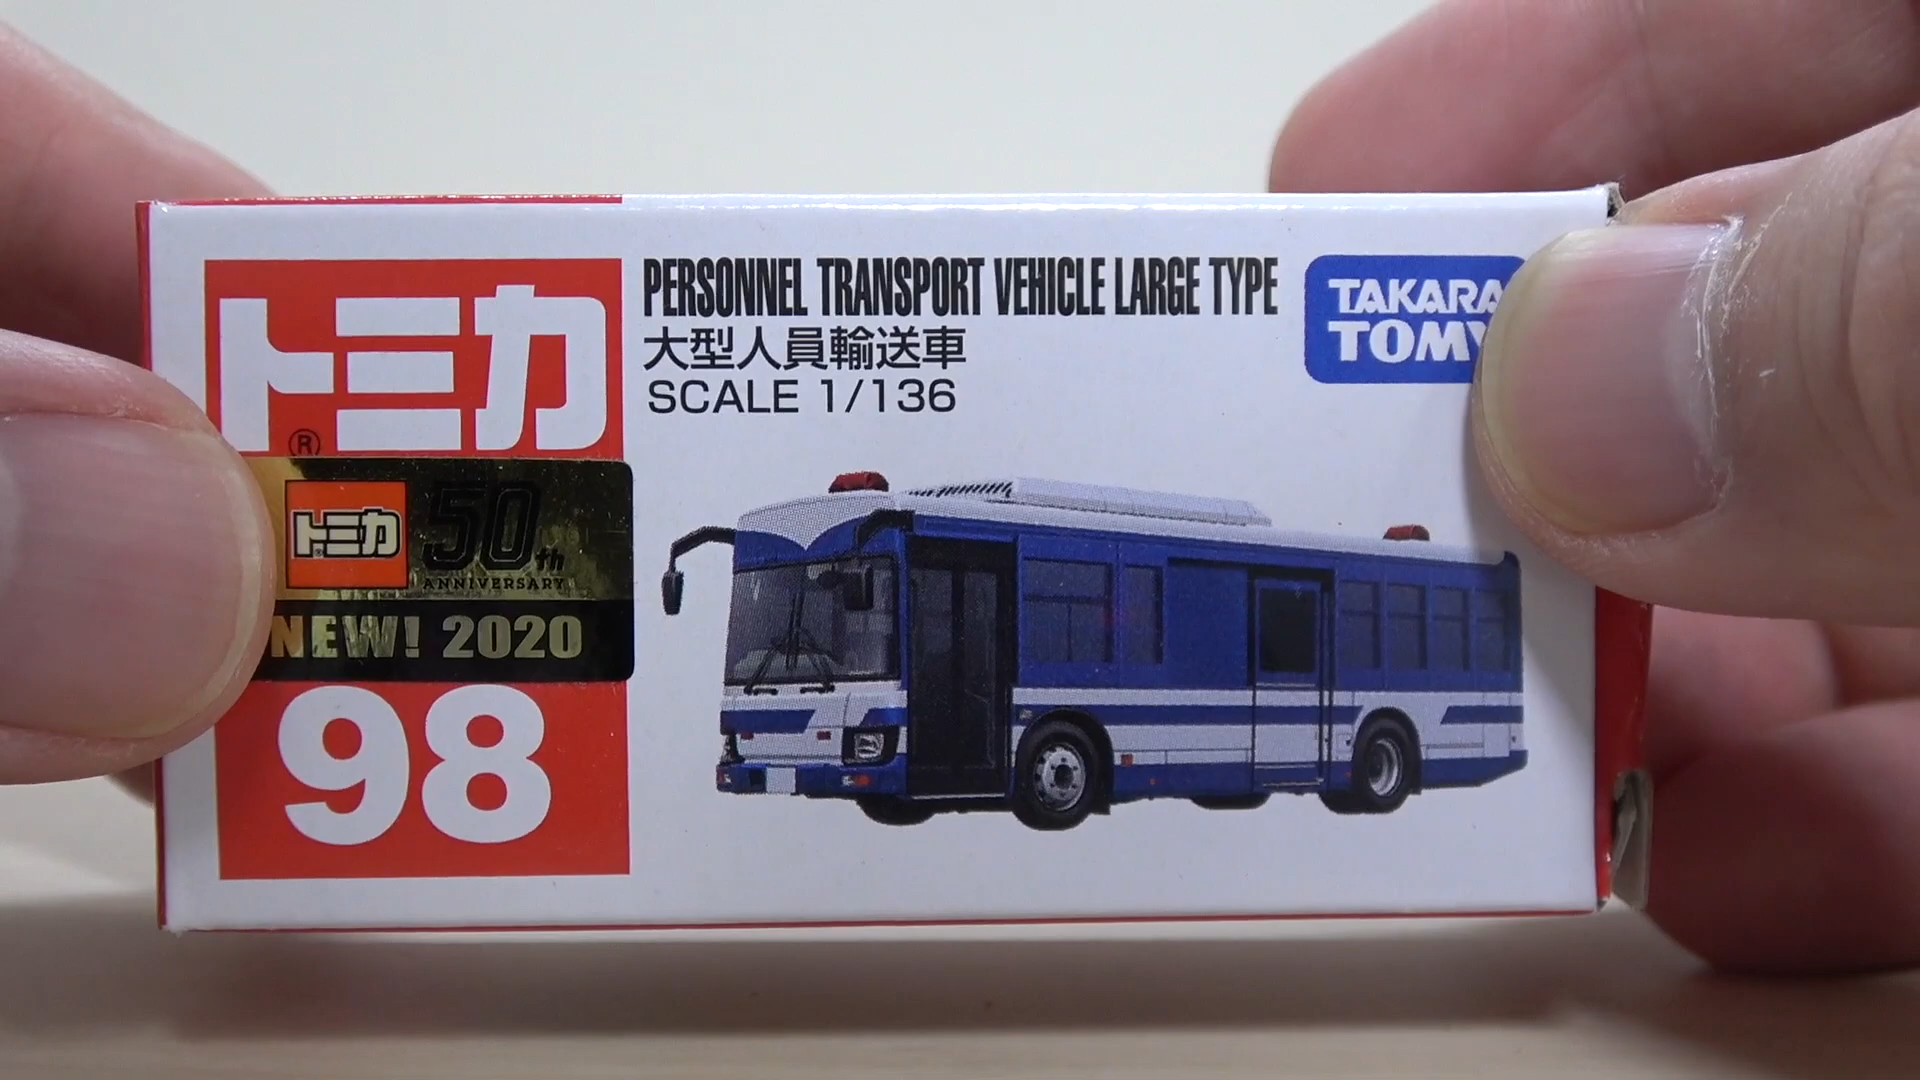 トミカ
®
トミカ
50th
ANNIVERSARY
NEW! 2020
98
PERSONNEL TRANSPORT VEHICLE LARGE TYPE
大型人員輸送車
SCALE 1/136
TAKARA
TOMY